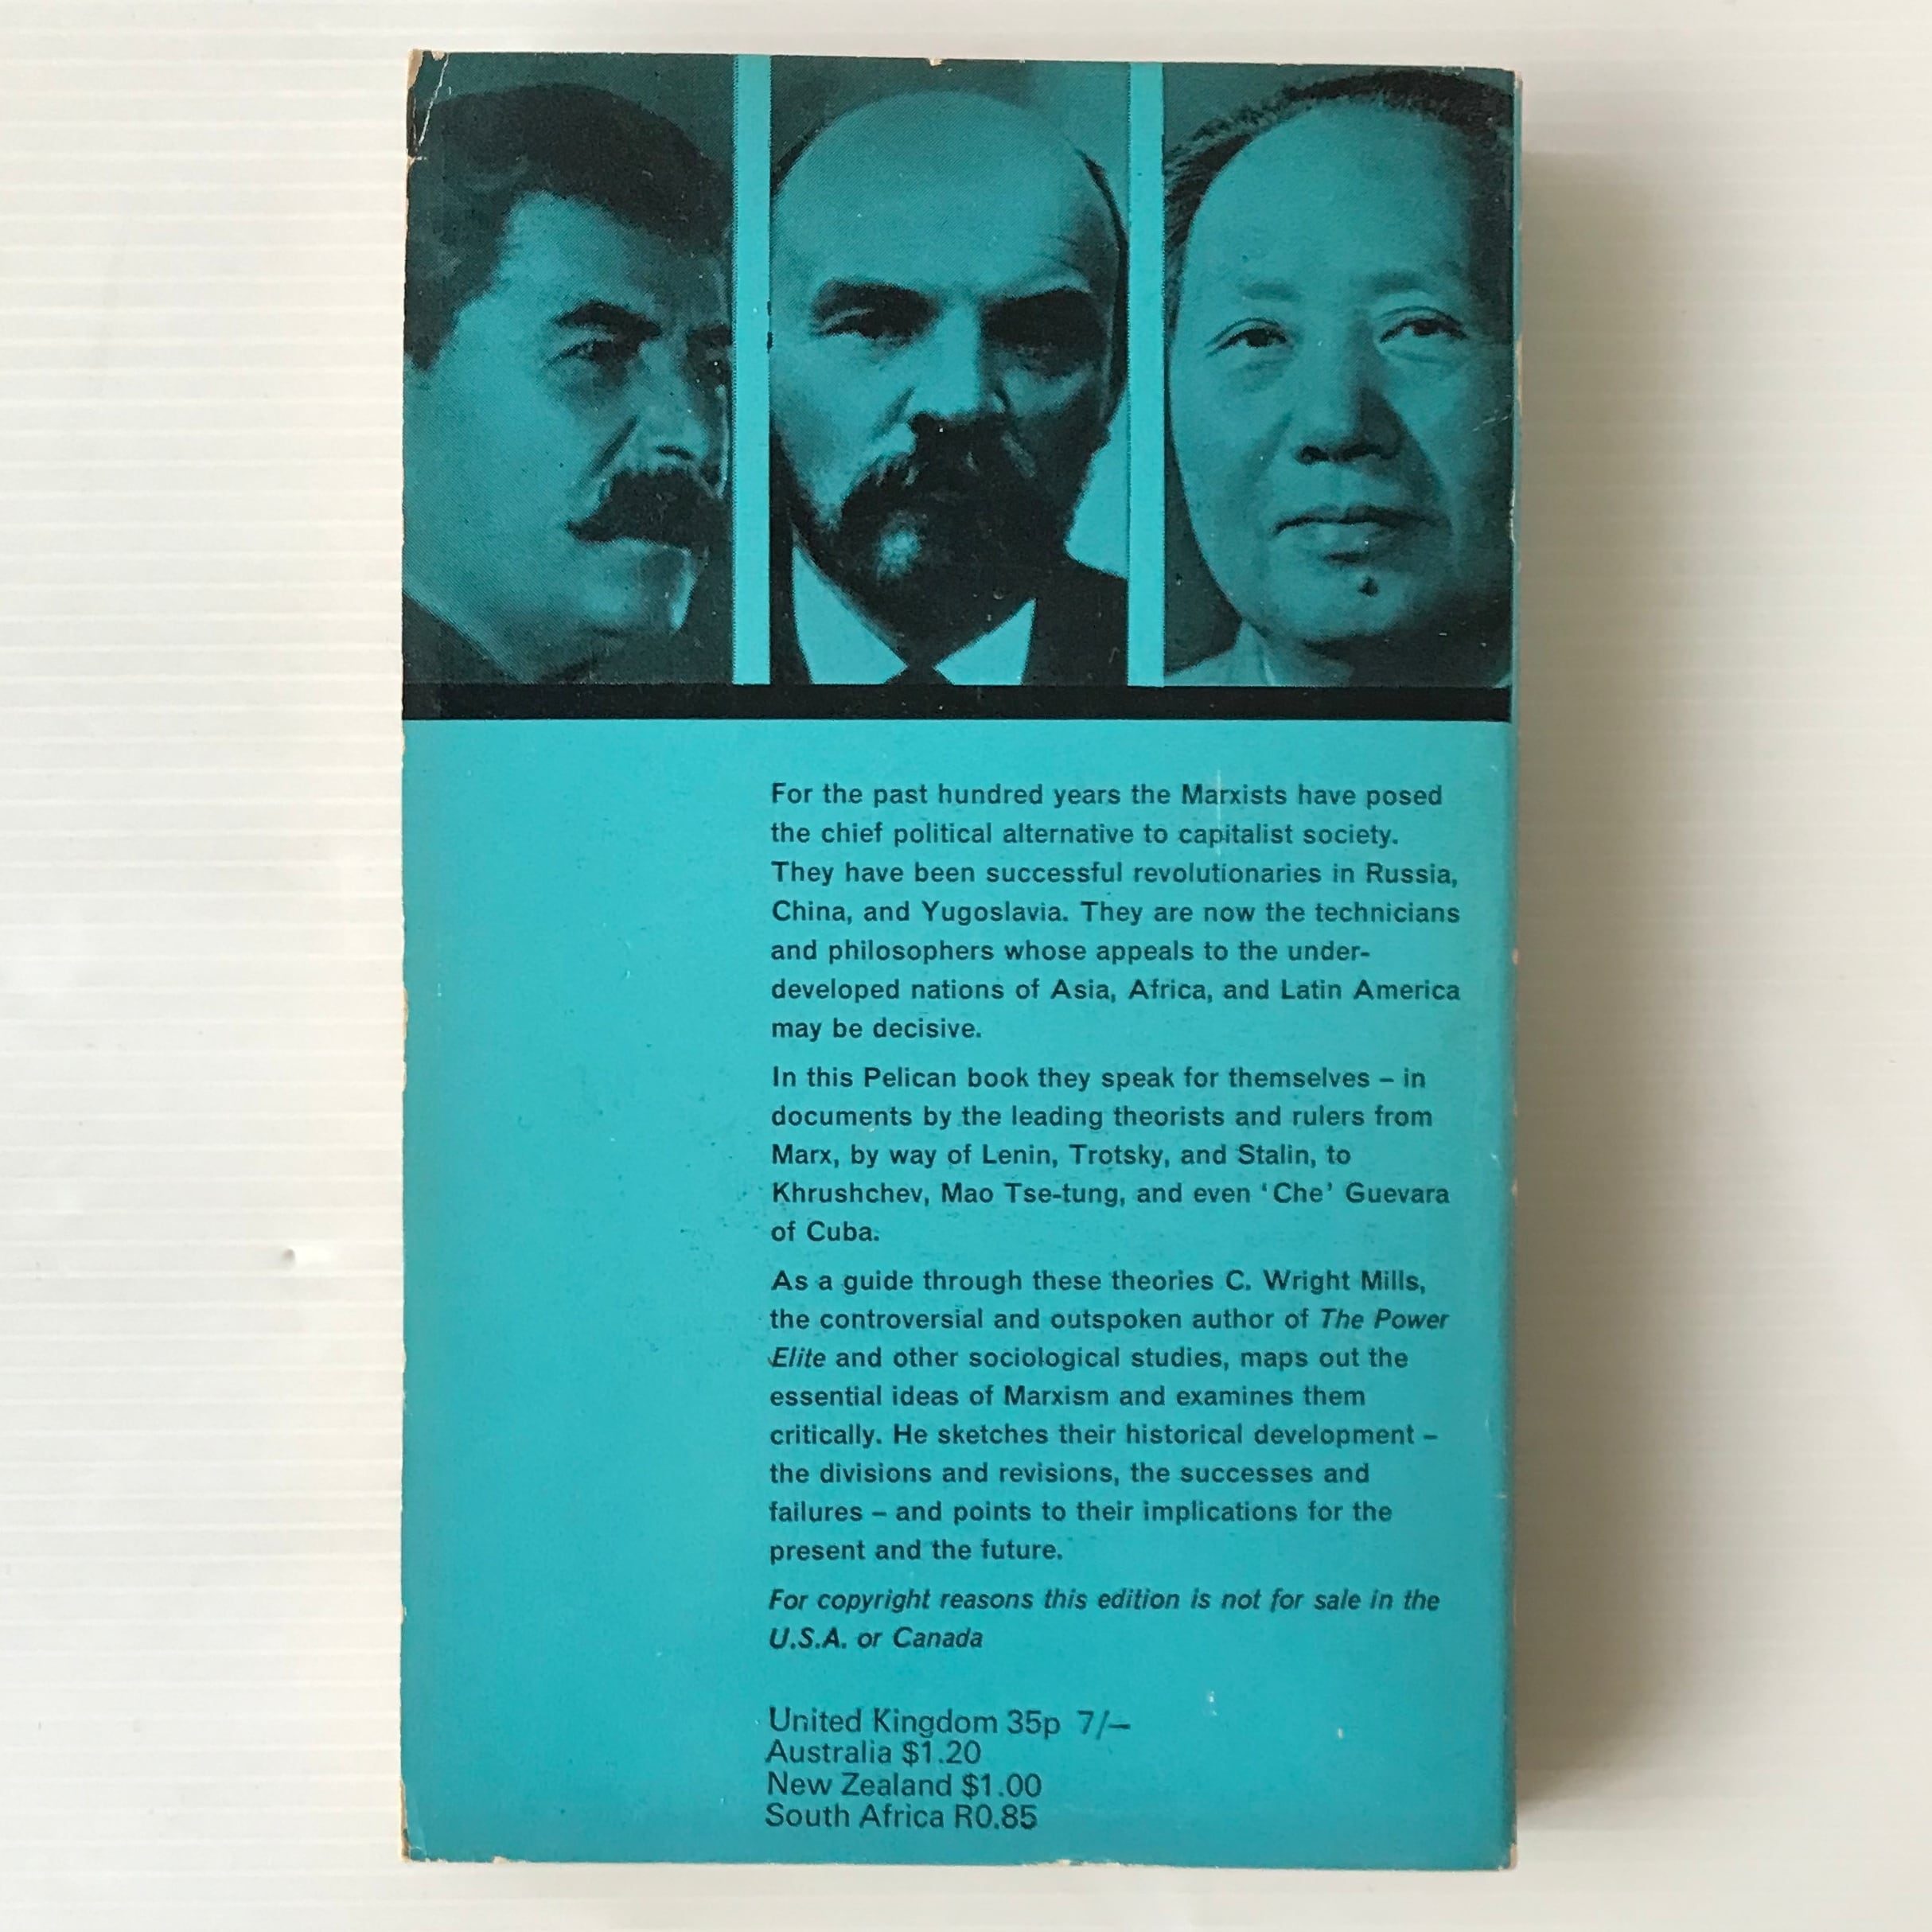 For the past hundred years the Marxists have posed
the chief political alternative to capitalist society.
They have been successful revolutionaries in Russia,
China, and Yugoslavia. They are now the technicians
and philosophers whose appeals to the under-
developed nations of Asia, Africa, and Latin America
may be decisive.
In this Pelican book they speak for themselves – in
documents by the leading theorists and rulers from
Marx, by way of Lenin, Trotsky, and Stalin, to
Khrushchev, Mao Tse-tung, and even ‘Che’ Guevara
of Cuba.
As a guide through these theories C. Wright Mills,
the controversial and outspoken author of The Power
Elite and other sociological studies, maps out the
essential ideas of Marxism and examines them
critically. He sketches their historical development –
the divisions and revisions, the successes and
failures – and points to their implications for the
present and the future.
For copyright reasons this edition is not for sale in the
U.S.A. or Canada
United Kingdom 35p 7/–
Australia $1.20
New Zealand $1.00
South Africa R0.85